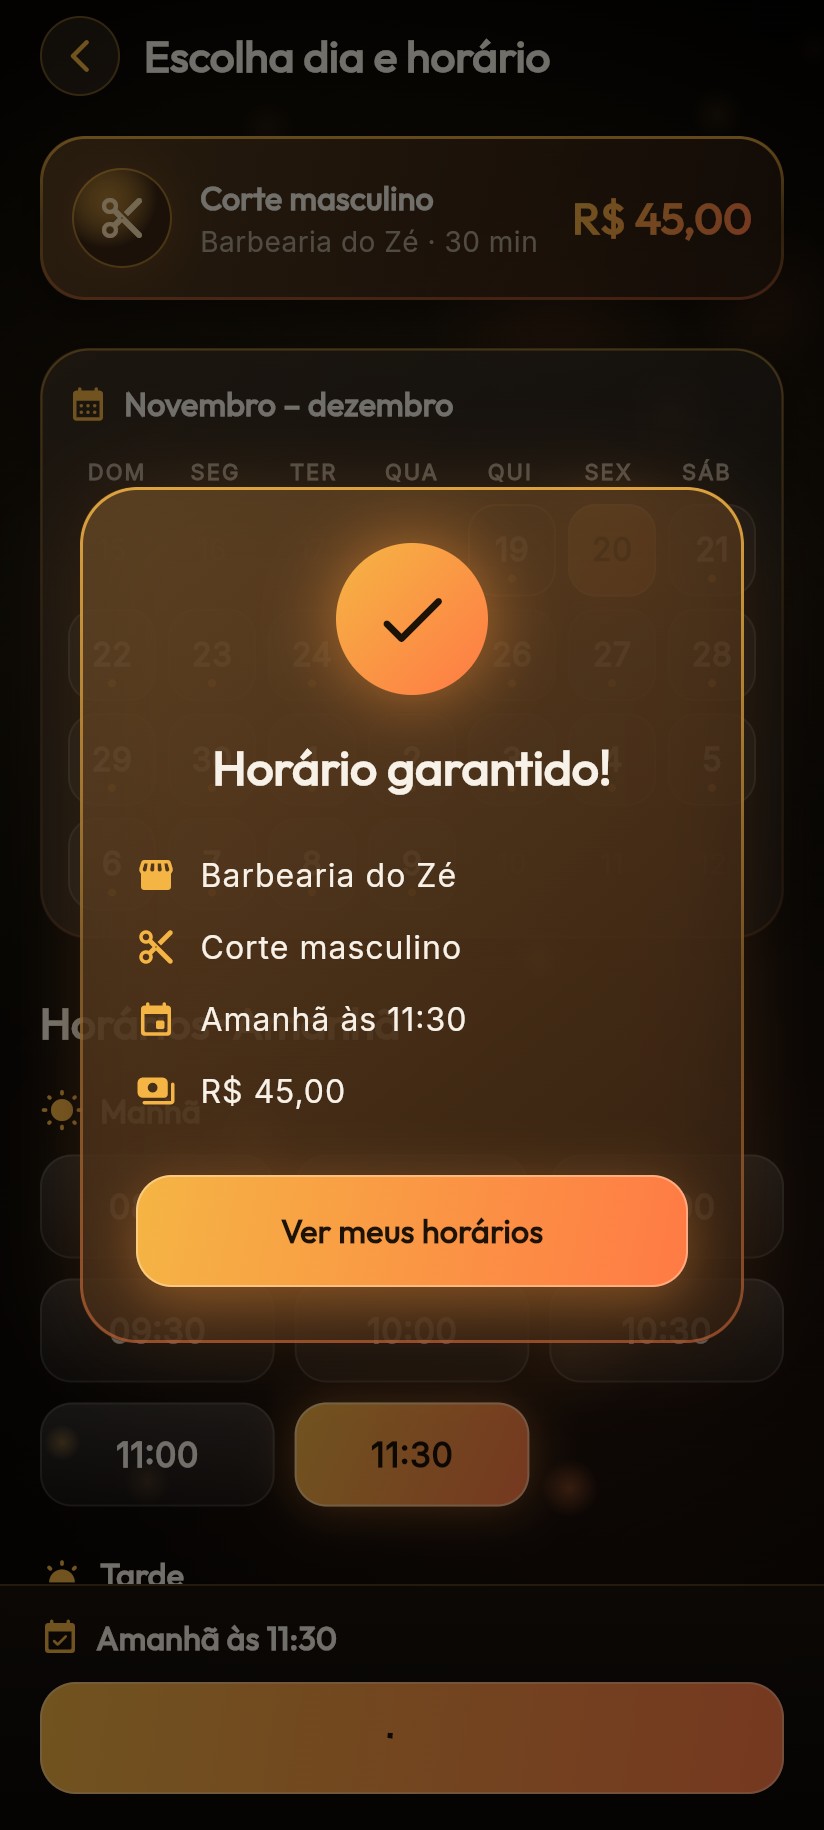 Escolha dia e horário
Corte masculino
Barbearia do Zé · 30 min
R$ 45,00
Novembro – dezembro
DOM SEG TER QUA QUI SEX SÁB
19 20 21
22 23 24 26 27 28
29 5
6 8 9
Horário garantido!
Barbearia do Zé
Corte masculino
Amanhã às 11:30
R$ 45,00
Ver meus horários
Manhã
09:30 10:00 10:30
11:00 11:30
Tarde
Amanhã às 11:30